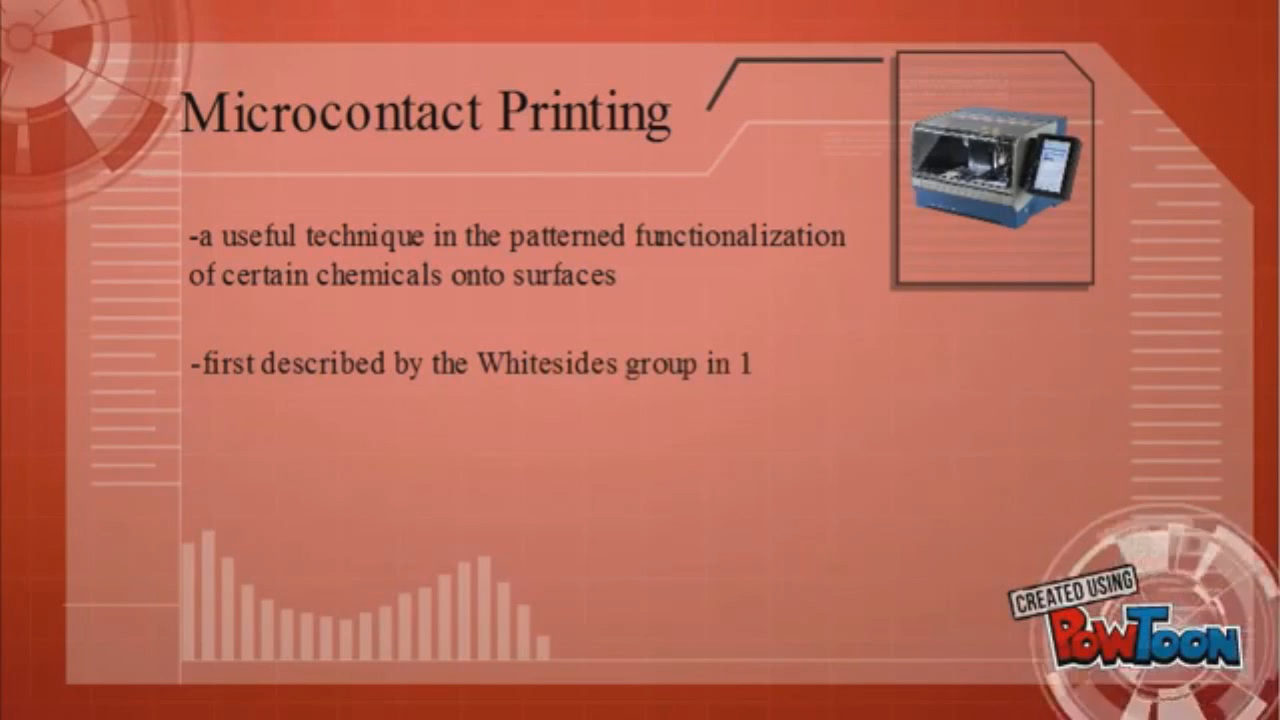 Microcontact Printing
-a useful technique in the patterned functionalization
of certain chemicals onto surfaces
-first described by the Whitesides group in 1
CREATED USING
POWTOON